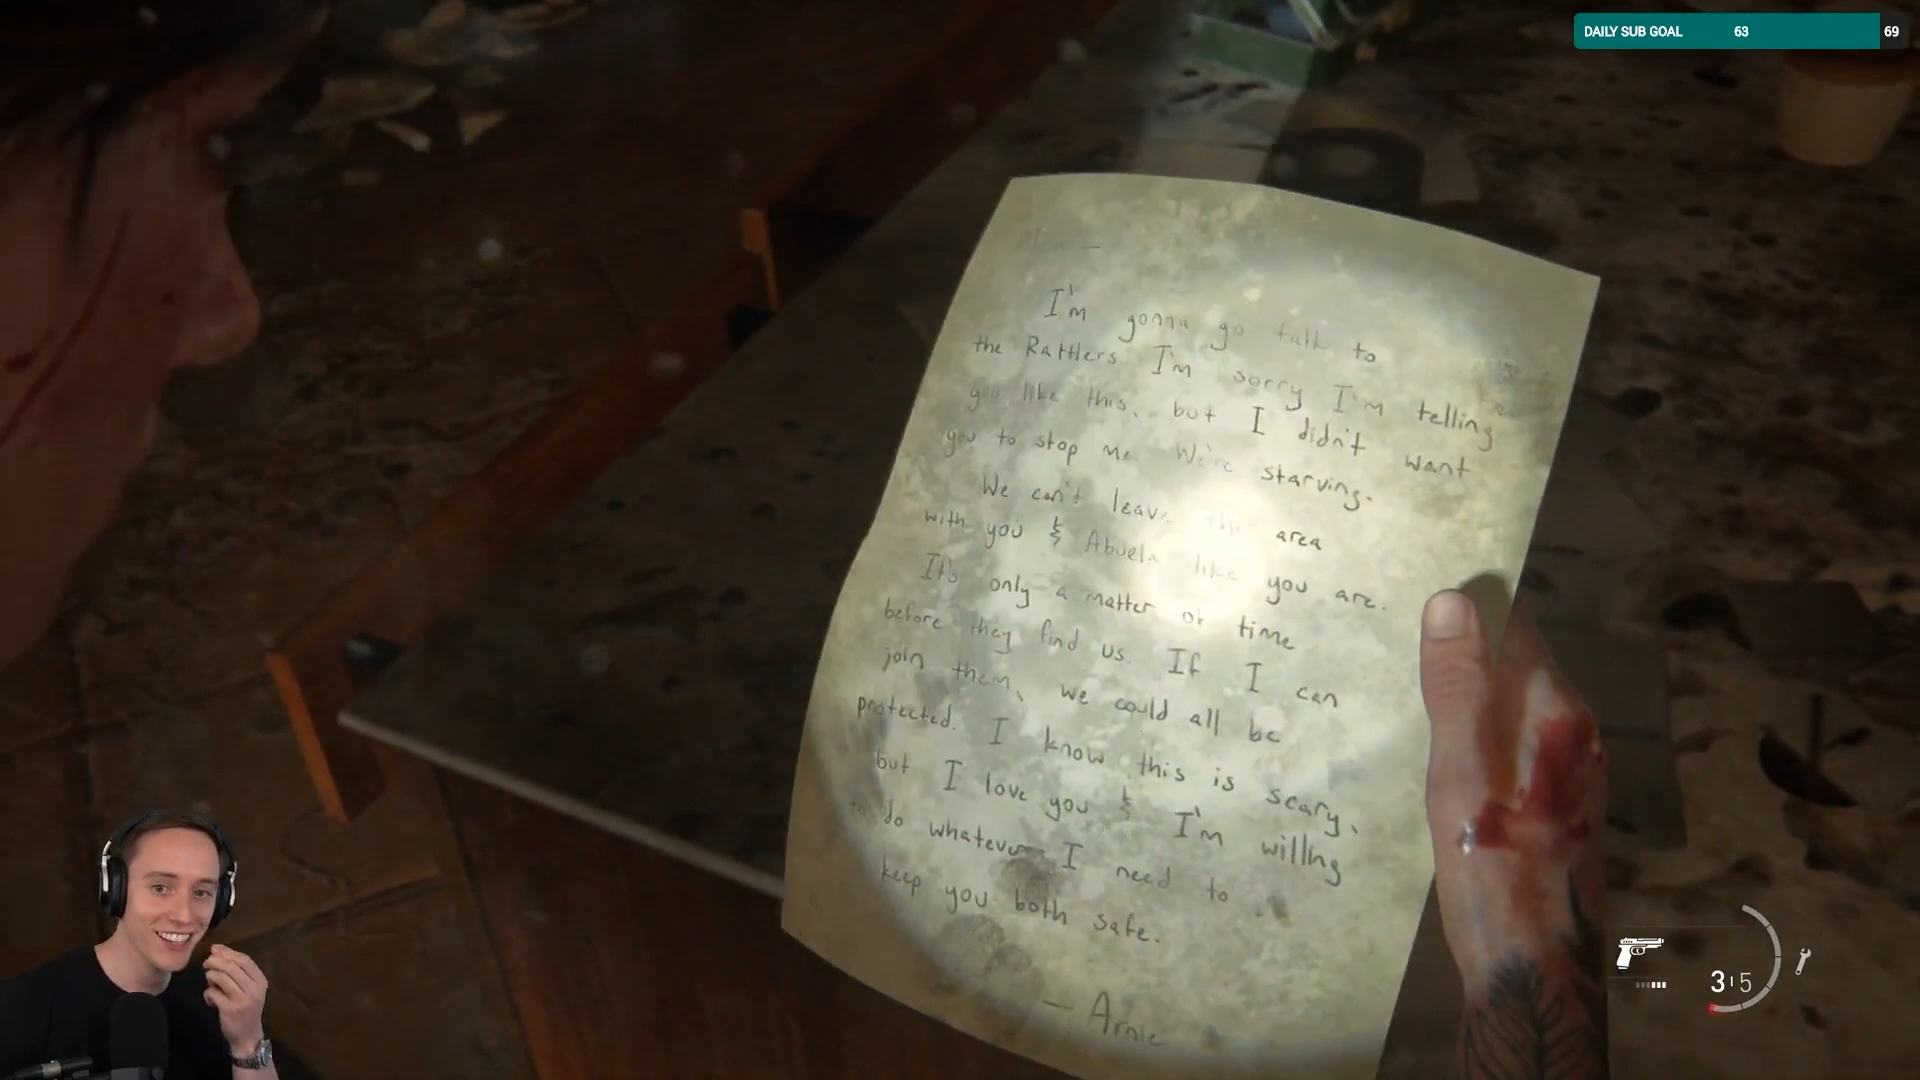 DAILY SUB GOAL 63 69
I'm gonna go talk to
the Rattlers. I'm sorry I'm telling
you like this, but I didn't want
you to stop me. We're starving.
We can't leave the area
with you & Abuela like you are.
It's only a matter of time
before they find us. If I can
join them, we could all be
protected. I know this is scary,
but I love you & I'm willing
to do whatever I need to
keep you both safe.
— Arnie
3 5